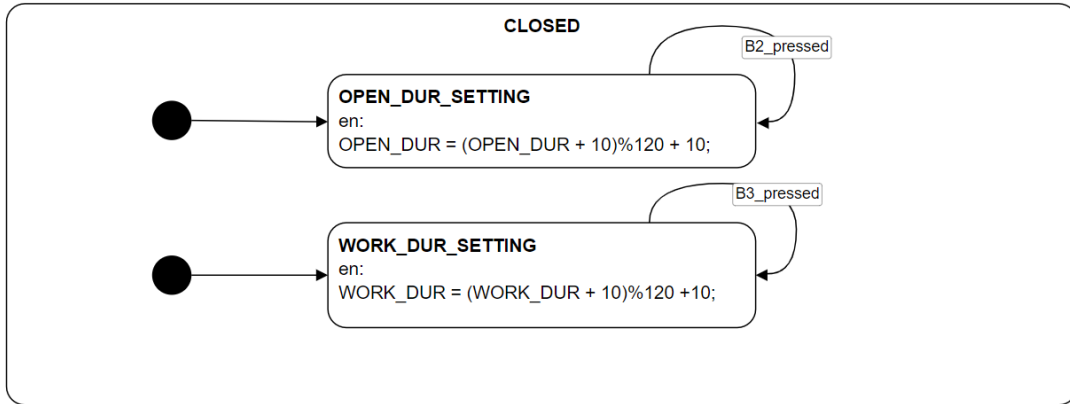 CLOSED
B2_pressed
OPEN_DUR_SETTING
en:
OPEN_DUR = (OPEN_DUR + 10)%120 + 10;
B3_pressed
WORK_DUR_SETTING
en:
WORK_DUR = (WORK_DUR + 10)%120 +10;